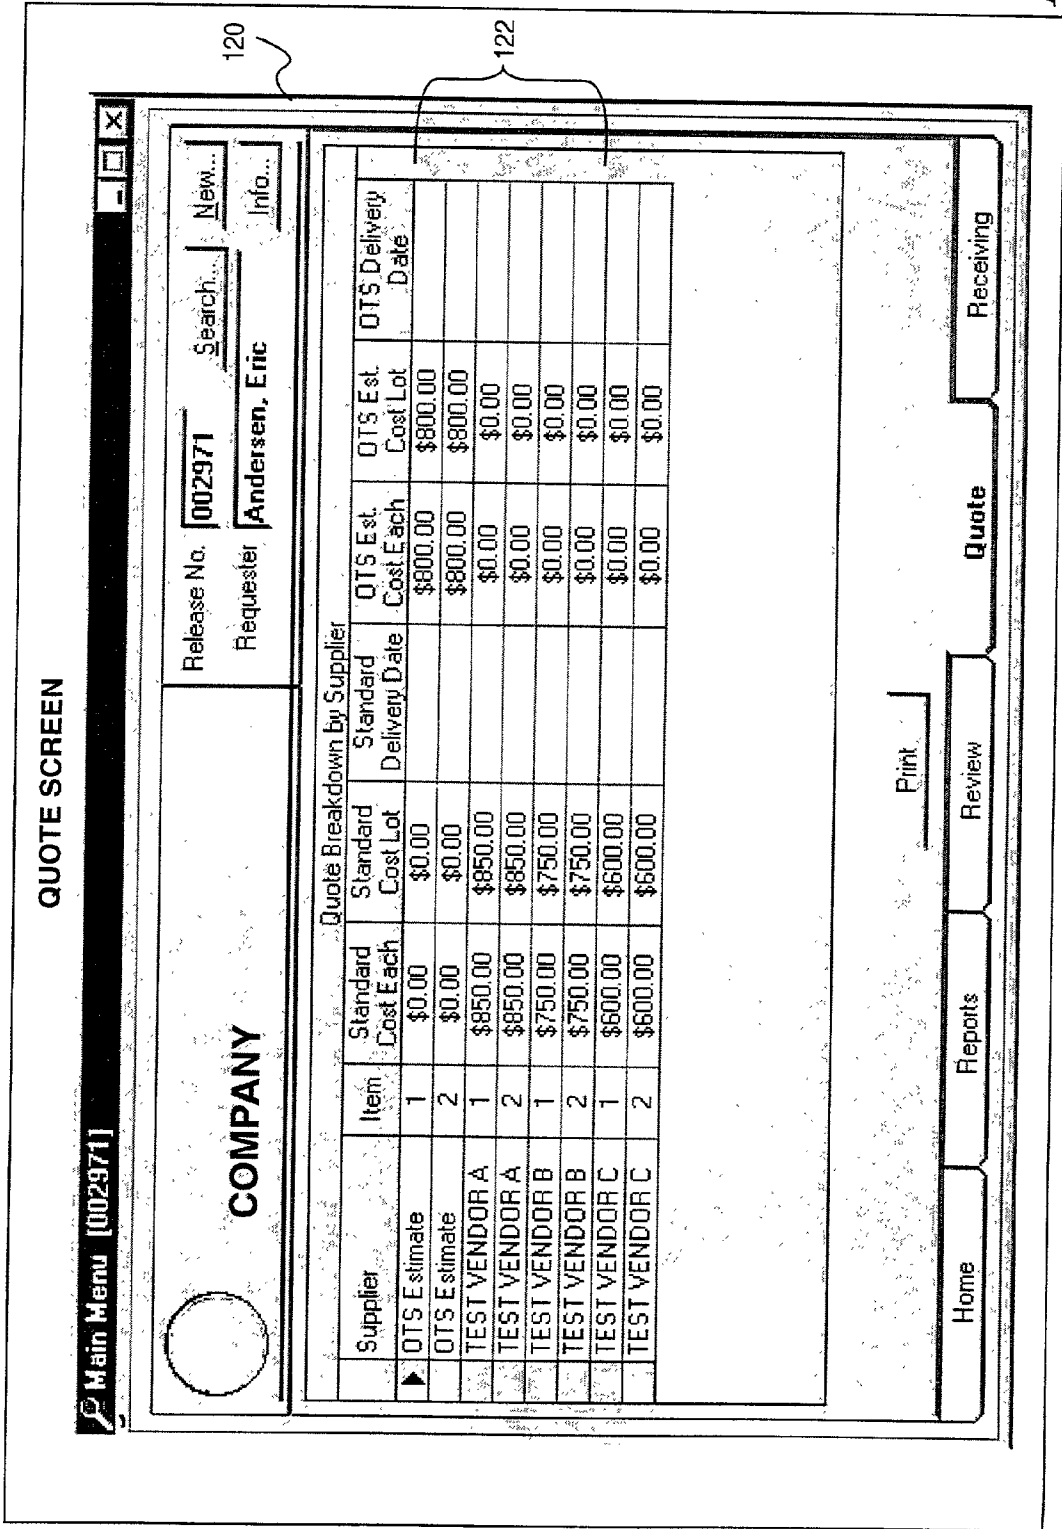 QUOTE SCREEN
120
122
Main Menu [002971]
COMPANY
Release No. 002971 Search... New...
Requester Andersen, Eric Info...
Quote Breakdown by Supplier
Supplier Item Standard Cost Each Standard Cost Lot Standard Delivery Date OTS Est. Cost Each OTS Est. Cost Lot OTS Delivery Date
OTS Estimate 1 $0.00 $0.00 $800.00 $800.00
OTS Estimate 2 $0.00 $0.00 $800.00 $800.00
TEST VENDOR A 1 $850.00 $850.00 $0.00 $0.00
TEST VENDOR A 2 $850.00 $850.00 $0.00 $0.00
TEST VENDOR B 1 $750.00 $750.00 $0.00 $0.00
TEST VENDOR B 2 $750.00 $750.00 $0.00 $0.00
TEST VENDOR C 1 $600.00 $600.00 $0.00 $0.00
TEST VENDOR C 2 $600.00 $600.00 $0.00 $0.00
Print
Home Reports Review Quote Receiving